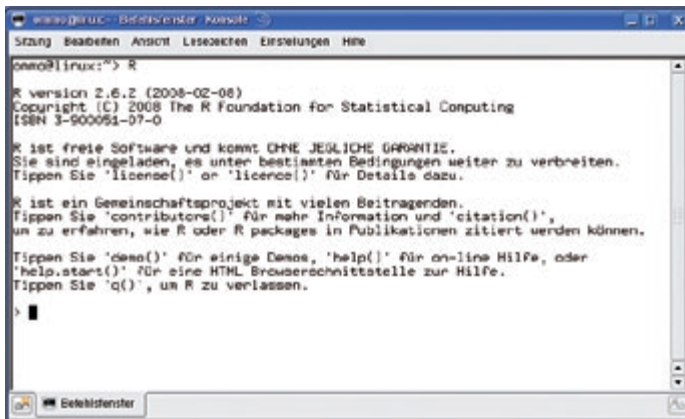 onmo@linux: - Befehlsfenster - Konsole
Sitzung Bearbeiten Ansicht Lesezeichen Einstellungen Hilfe
onmo@linux:~> R
R version 2.6.2 (2008-02-08)
Copyright (C) 2008 The R Foundation for Statistical Computing
ISBN 3-900051-07-0
R ist freie Software und kommt OHNE JEGLICHE GARANTIE.
Sie sind eingeladen, es unter bestimmten Bedingungen weiter zu verbreiten.
Tippen Sie 'license()' or 'licence()' für Details dazu.
R ist ein Gemeinschaftsprojekt mit vielen Beitragenden.
Tippen Sie 'contributors()' für mehr Information und 'citation()',
um zu erfahren, wie R oder R packages in Publikationen zitiert werden können.
Tippen Sie 'demo()' für einige Demos, 'help()' für on-line Hilfe, oder
'help.start()' für eine HTML Browserschnittstelle zur Hilfe.
Tippen Sie 'q()', um R zu verlassen.
>
Befehlsfenster